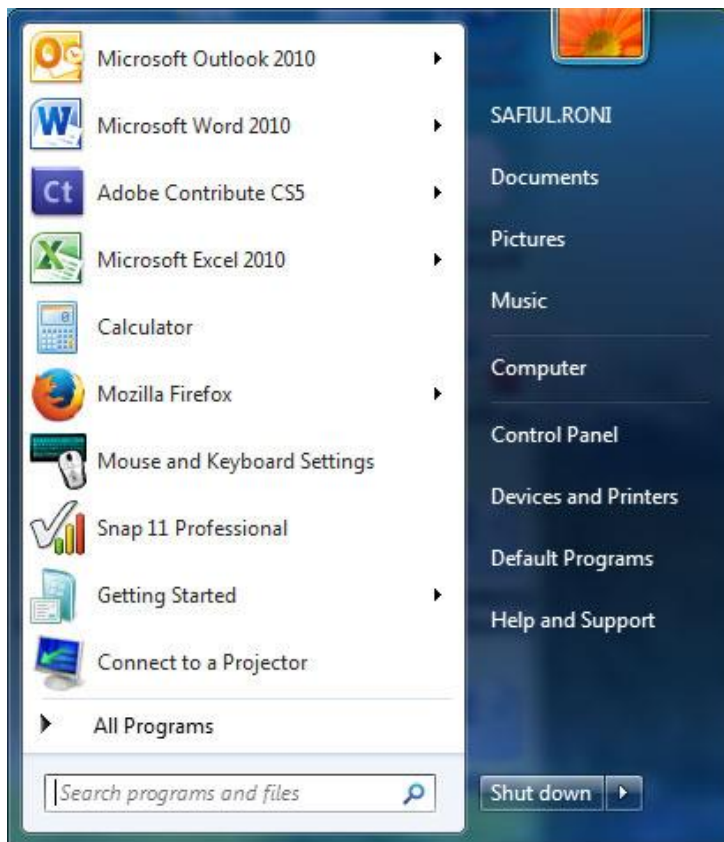 Microsoft Outlook 2010
Microsoft Word 2010
Ct
Adobe Contribute CS5
Microsoft Excel 2010
Calculator
Mozilla Firefox
Mouse and Keyboard Settings
Snap 11 Professional
Getting Started
Connect to a Projector
All Programs
Search programs and files
SAFIUL.RONI
Documents
Pictures
Music
Computer
Control Panel
Devices and Printers
Default Programs
Help and Support
Shut down